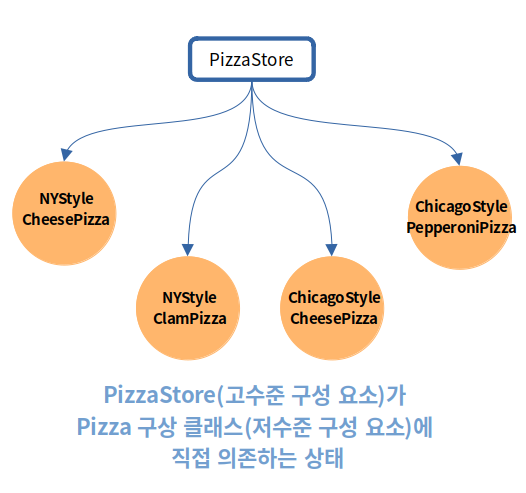 PizzaStore
NYStyle
CheesePizza
ChicagoStyle
PepperoniPizza
NYStyle
ClamPizza
ChicagoStyle
CheesePizza
PizzaStore(고수준 구성 요소)가
Pizza 구상 클래스(저수준 구성 요소)에
직접 의존하는 상태